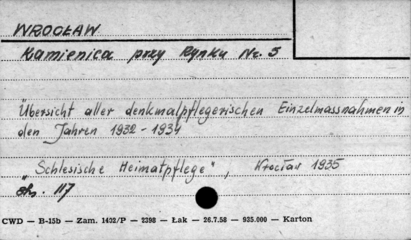 WROCŁAW
Kamienica przy Rynku Nr. 5
Übersicht aller denkmalpflegerischen Einzelmassnahmen in
den Jahren 1932 - 1934
„Schlesische Heimatpflege", Wrocław 1935
str. 117
CWD — B-15b — Zam. 1422/P — 2398 — Łak — 26.7.58 — 935.000 — Karton